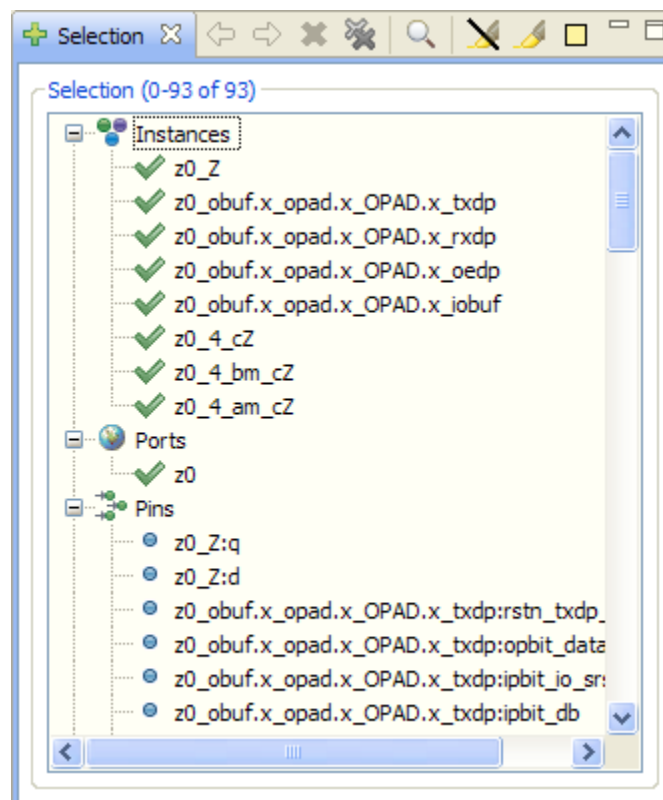 Selection
Selection (0-93 of 93)
Instances
z0_Z
z0_obuf.x_opad.x_OPAD.x_txdp
z0_obuf.x_opad.x_OPAD.x_rxdp
z0_obuf.x_opad.x_OPAD.x_oedp
z0_obuf.x_opad.x_OPAD.x_iobuf
z0_4_cZ
z0_4_bm_cZ
z0_4_am_cZ
Ports
z0
Pins
z0_Z:q
z0_Z:d
z0_obuf.x_opad.x_OPAD.x_txdp:rstn_txdp_
z0_obuf.x_opad.x_OPAD.x_txdp:opbit_data
z0_obuf.x_opad.x_OPAD.x_txdp:ipbit_io_sr
z0_obuf.x_opad.x_OPAD.x_txdp:ipbit_db